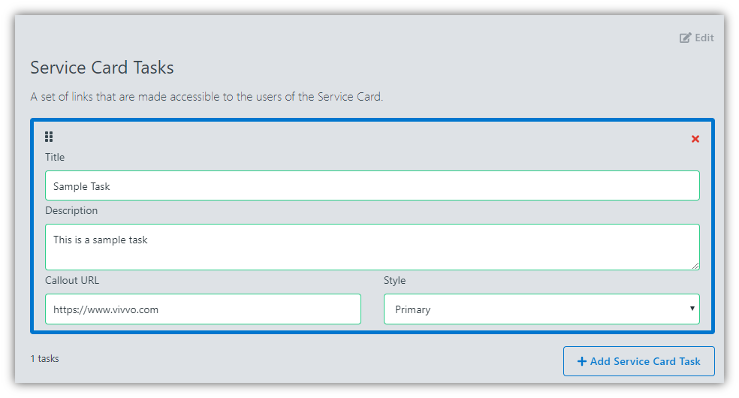 Edit
Service Card Tasks
A set of links that are made accessible to the users of the Service Card.
Title
Sample Task
Description
This is a sample task
Callout URL
Style
https://www.vivvo.com
Primary
1 tasks
Add Service Card Task